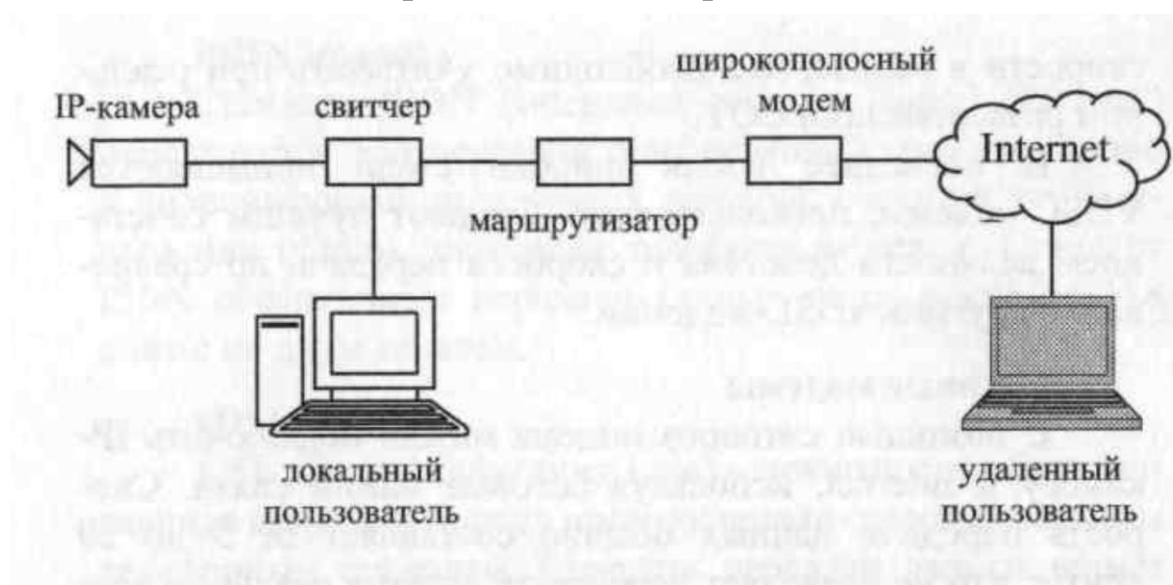 широкополосный
модем
IP-камера
свитчер
Internet
маршрутизатор
локальный
пользователь
удаленный
пользователь